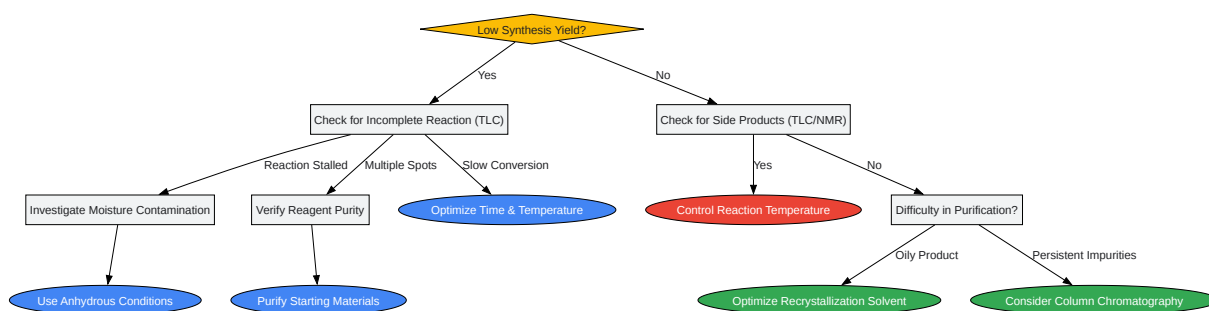 Low Synthesis Yield?
Yes
No
Check for Incomplete Reaction (TLC)
Check for Side Products (TLC/NMR)
Reaction Stalled
Multiple Spots
Slow Conversion
Yes
No
Investigate Moisture Contamination
Verify Reagent Purity
Optimize Time & Temperature
Control Reaction Temperature
Difficulty in Purification?
Oily Product
Persistent Impurities
Use Anhydrous Conditions
Purify Starting Materials
Optimize Recrystallization Solvent
Consider Column Chromatography